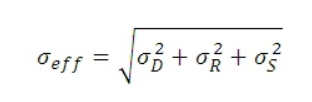 σ_eff = √(σ_D^2 + σ_R^2 + σ_S^2)